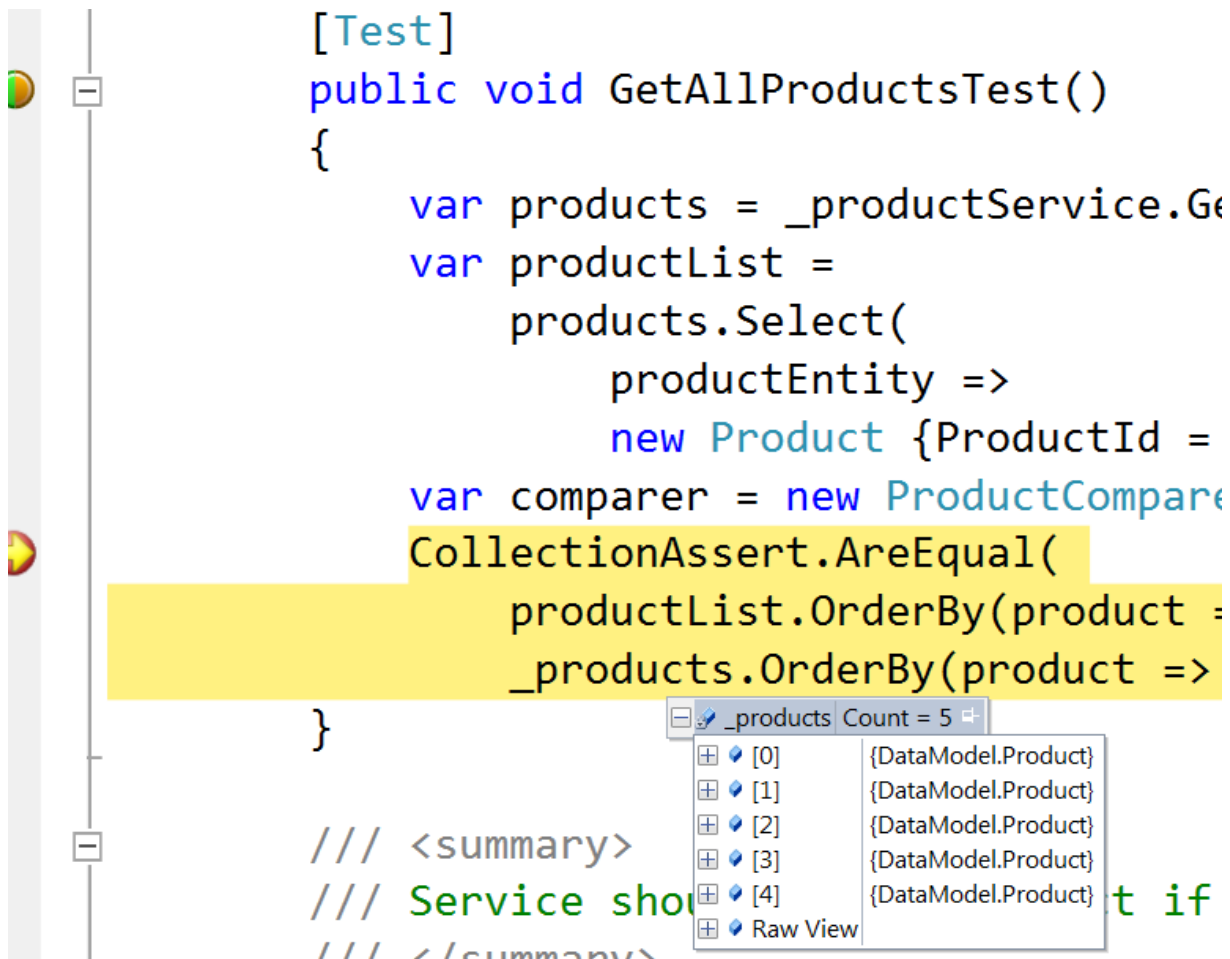 [Test]
public void GetAllProductsTest()
{
var products = _productService.Ge
var productList =
products.Select(
productEntity =>
new Product {ProductId =
var comparer = new ProductCompare
CollectionAssert.AreEqual(
productList.OrderBy(product =
_products.OrderBy(product =>
}
_products Count = 5
[0] {DataModel.Product}
[1] {DataModel.Product}
[2] {DataModel.Product}
[3] {DataModel.Product}
[4] {DataModel.Product}
Raw View
/// <summary>
/// Service shou t if
/// </summary>